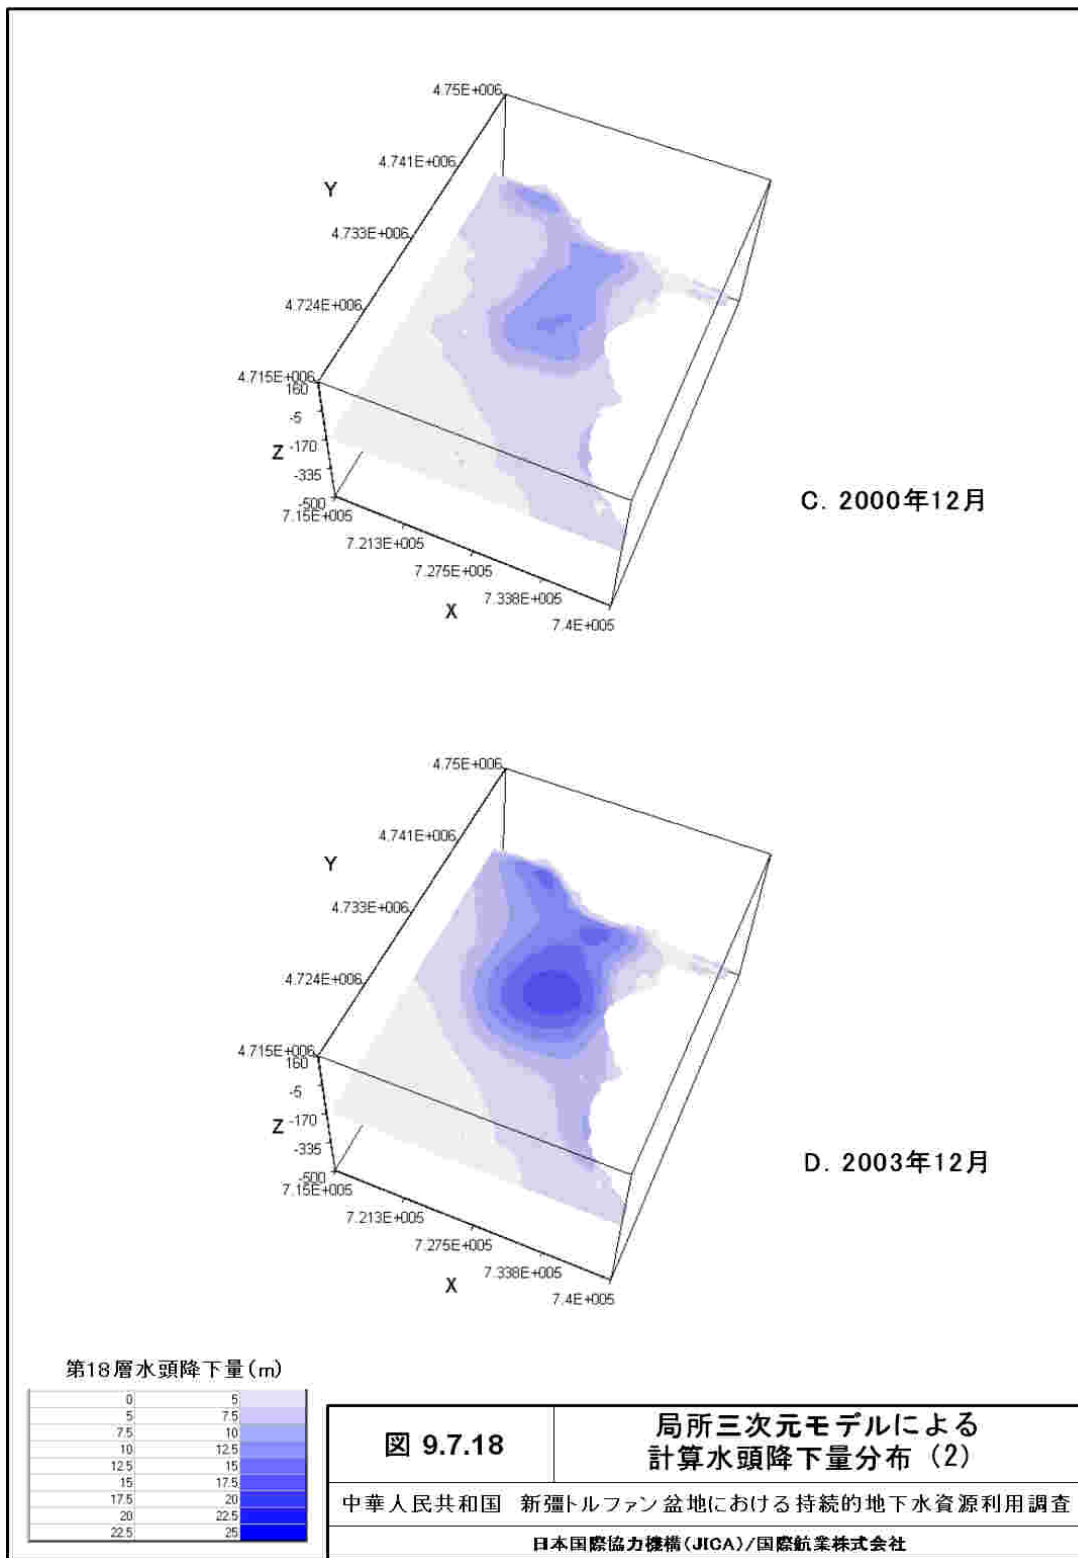 4.75E+006
4.741E+006
Y
4.733E+006
4.724E+006
4.715E+006
160
-5
Z
-170
-335
-500
7.15E+005
7.213E+005
7.275E+005
X
7.338E+005
7.4E+005
C. 2000年12月
4.75E+006
4.741E+006
Y
4.733E+006
4.724E+006
4.715E+006
160
-5
Z
-170
-335
-500
7.15E+005
7.213E+005
7.275E+005
X
7.338E+005
7.4E+005
D. 2003年12月
第18層水頭降下量(m)
0 5
5 7.5
7.5 10
10 12.5
12.5 15
15 17.5
17.5 20
20 22.5
22.5 25
図 9.7.18
局所三次元モデルによる
計算水頭降下量分布 (2)
中華人民共和国 新疆トルファン盆地における持続的地下水資源利用調査
日本国際協力機構(JICA)/国際航業株式会社